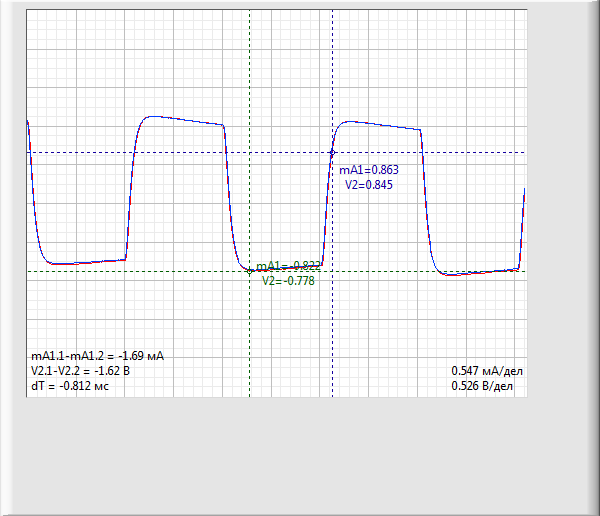 mA1=0.863
V2=0.845
mA1=-0.822
V2=-0.778
mA1.1-mA1.2 = -1.69 мА
V2.1-V2.2 = -1.62 В
dT = -0.812 мс
0.547 мА/дел
0.526 В/дел